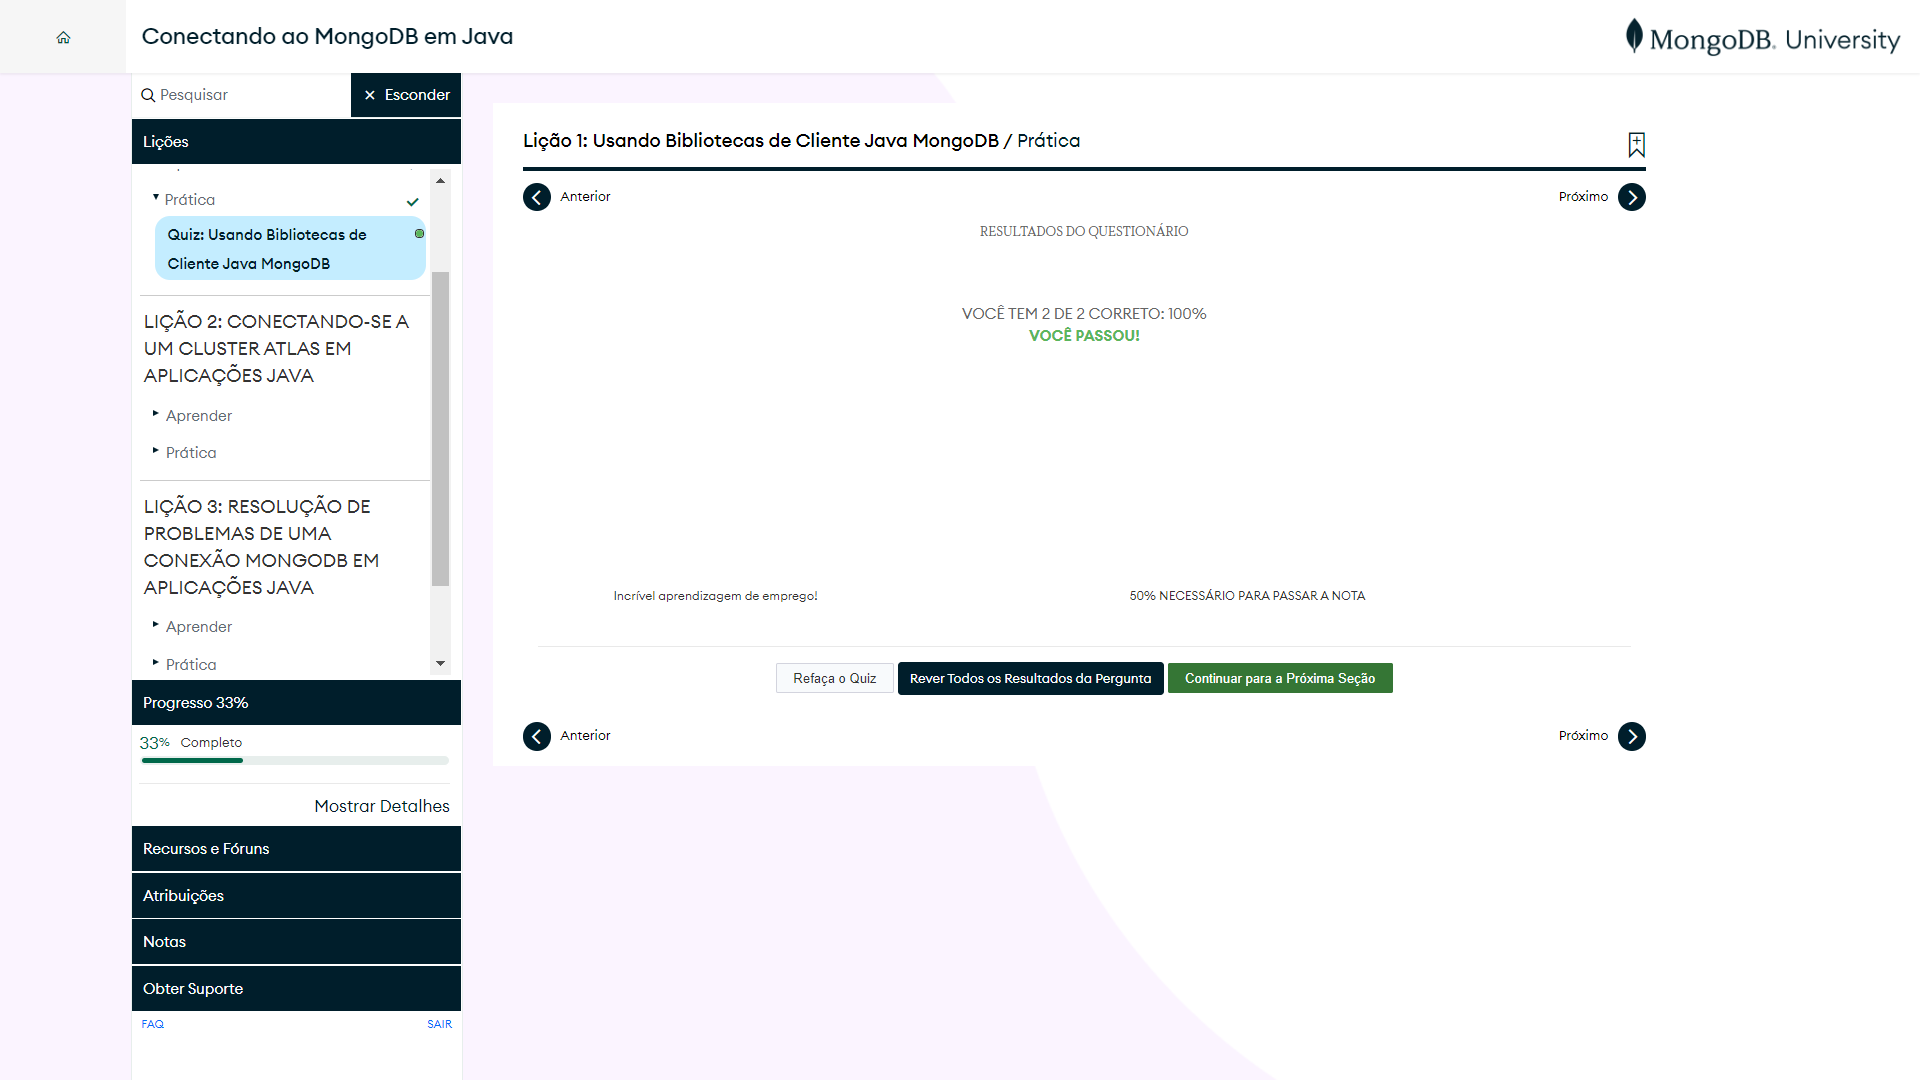 Conectando ao MongoDB em Java
MongoDB. University
Pesquisar
Esconder
Lições
Prática
Quiz: Usando Bibliotecas de
Cliente Java MongoDB
LIÇÃO 2: CONECTANDO-SE A
UM CLUSTER ATLAS EM
APLICAÇÕES JAVA
Aprender
Prática
LIÇÃO 3: RESOLUÇÃO DE
PROBLEMAS DE UMA
CONEXÃO MONGODB EM
APLICAÇÕES JAVA
Aprender
Prática
Progresso 33%
33% Completo
Mostrar Detalhes
Recursos e Fóruns
Atribuições
Notas
Obter Suporte
FAQ
SAIR
Lição 1: Usando Bibliotecas de Cliente Java MongoDB / Prática
Anterior
Próximo
RESULTADOS DO QUESTIONÁRIO
VOCÊ TEM 2 DE 2 CORRETO: 100%
VOCÊ PASSOU!
Incrível aprendizagem de emprego!
50% NECESSÁRIO PARA PASSAR A NOTA
Refaça o Quiz
Rever Todos os Resultados da Pergunta
Continuar para a Próxima Seção
Anterior
Próximo